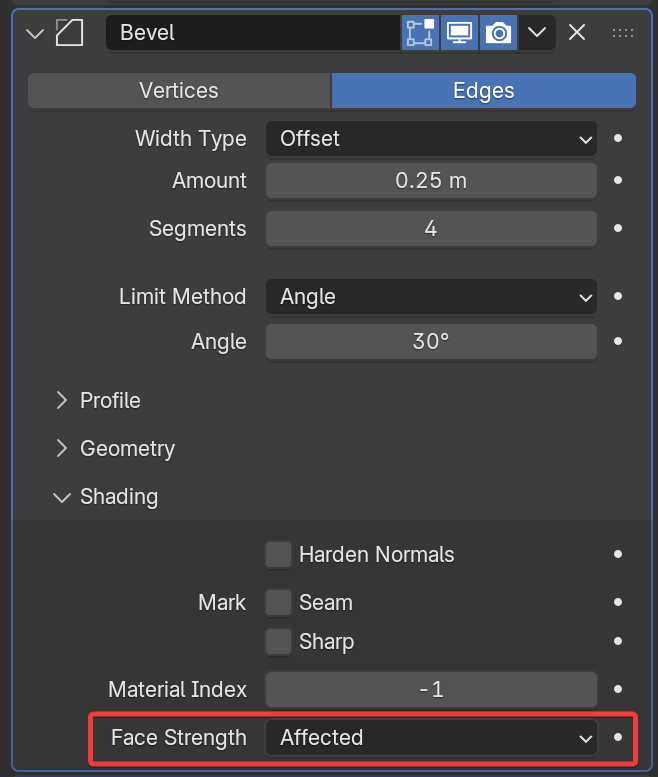 Bevel
Vertices Edges
Width Type Offset
Amount 0.25 m
Segments 4
Limit Method Angle
Angle 30°
Profile
Geometry
Shading
Harden Normals
Mark Seam
Sharp
Material Index -1
Face Strength Affected